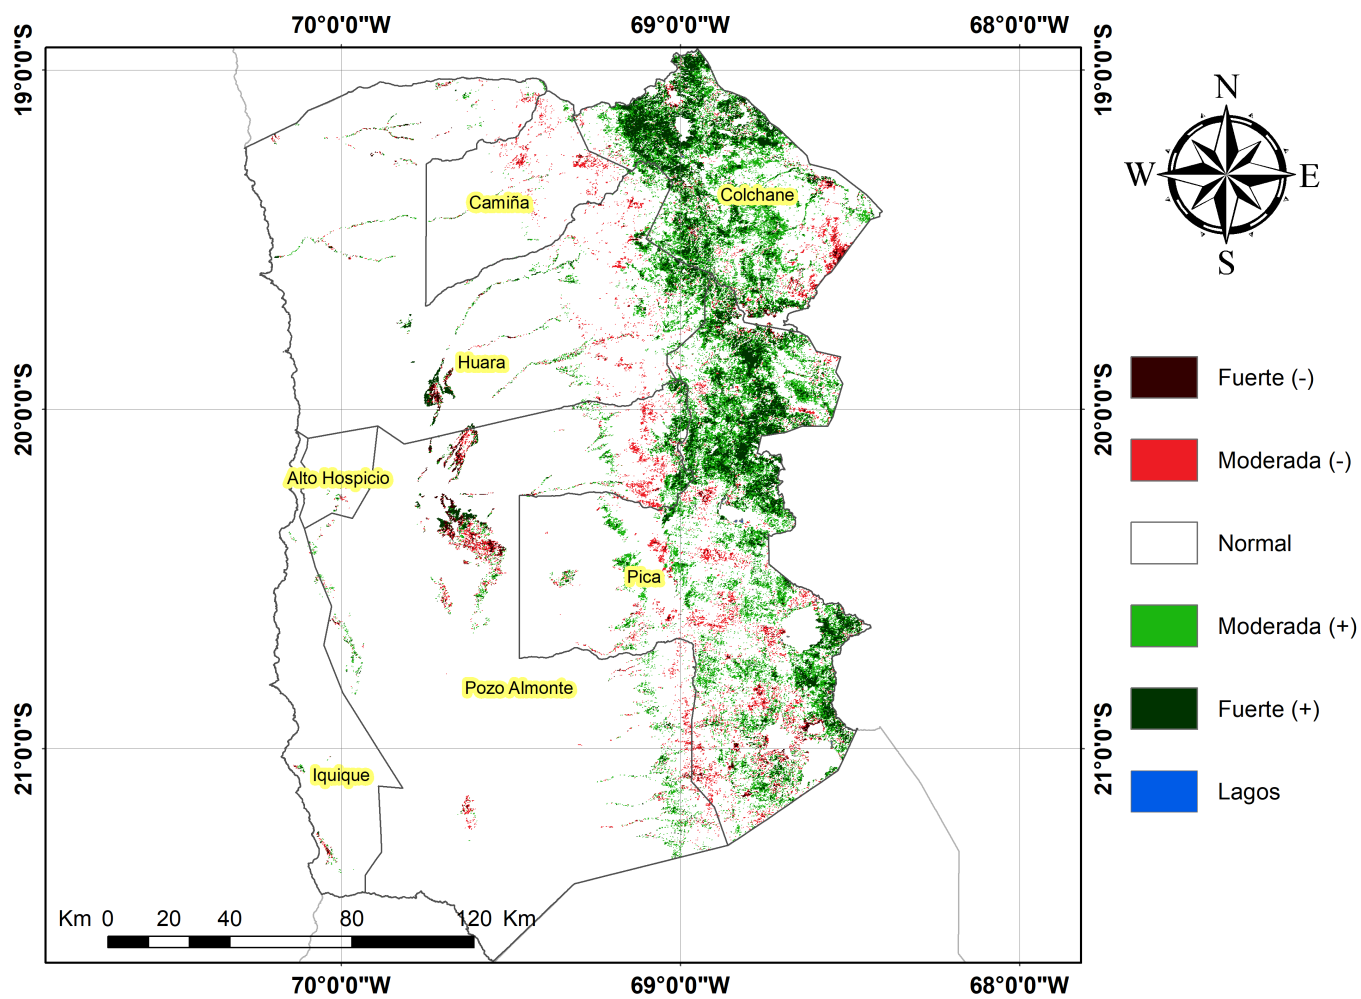 70°0'0"W 69°0'0"W 68°0'0"W
19°0'0"S
19°0'0"S
N
W
E
S
Colchane
Camiña
Huara
20°0'0"S
20°0'0"S
Alto Hospicio
Pica
Pozo Almonte
Iquique
21°0'0"S
21°0'0"S
Km 0 20 40 80 120 Km
70°0'0"W 69°0'0"W 68°0'0"W
Fuerte (-)
Moderada (-)
Normal
Moderada (+)
Fuerte (+)
Lagos